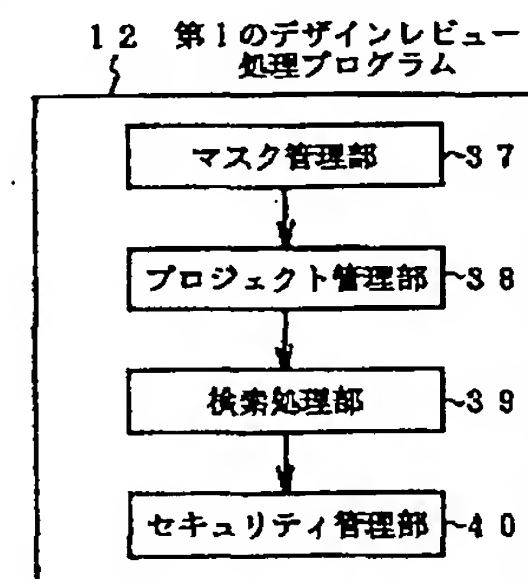 12 第1のデザインレビュー
処理プログラム
マスク管理部 ~37
プロジェクト管理部 ~38
検索処理部 ~39
セキュリティ管理部 ~40